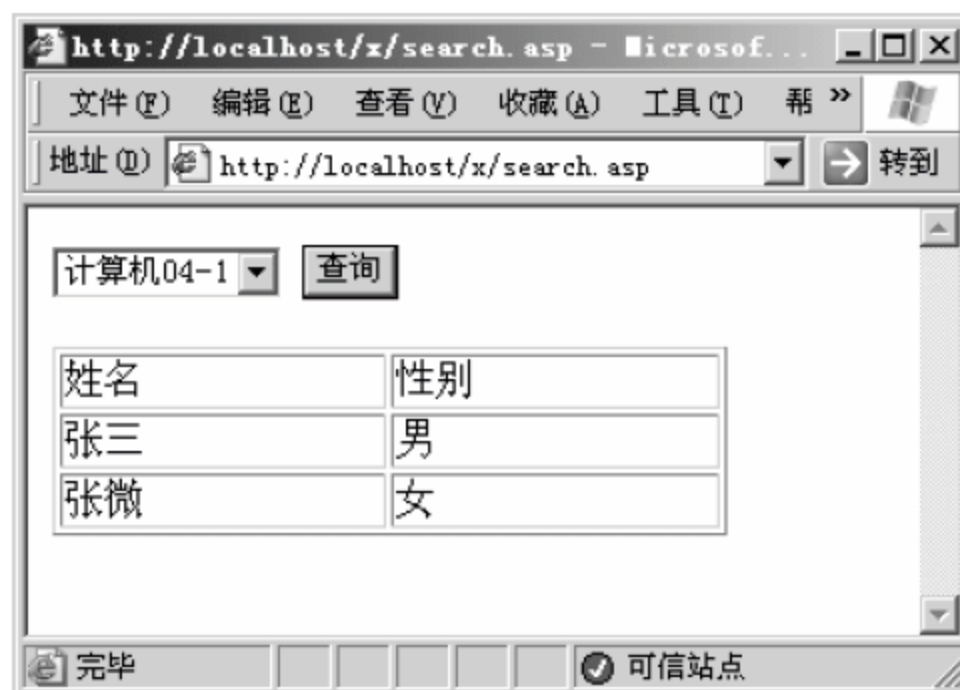 http://localhost/x/search.asp - Microsof...
文件(F) 编辑(E) 查看(V) 收藏(A) 工具(T) 帮 »
地址(D) http://localhost/x/search.asp 转到
计算机04-1 查询
姓名 性别
张三 男
张微 女
完毕 可信站点